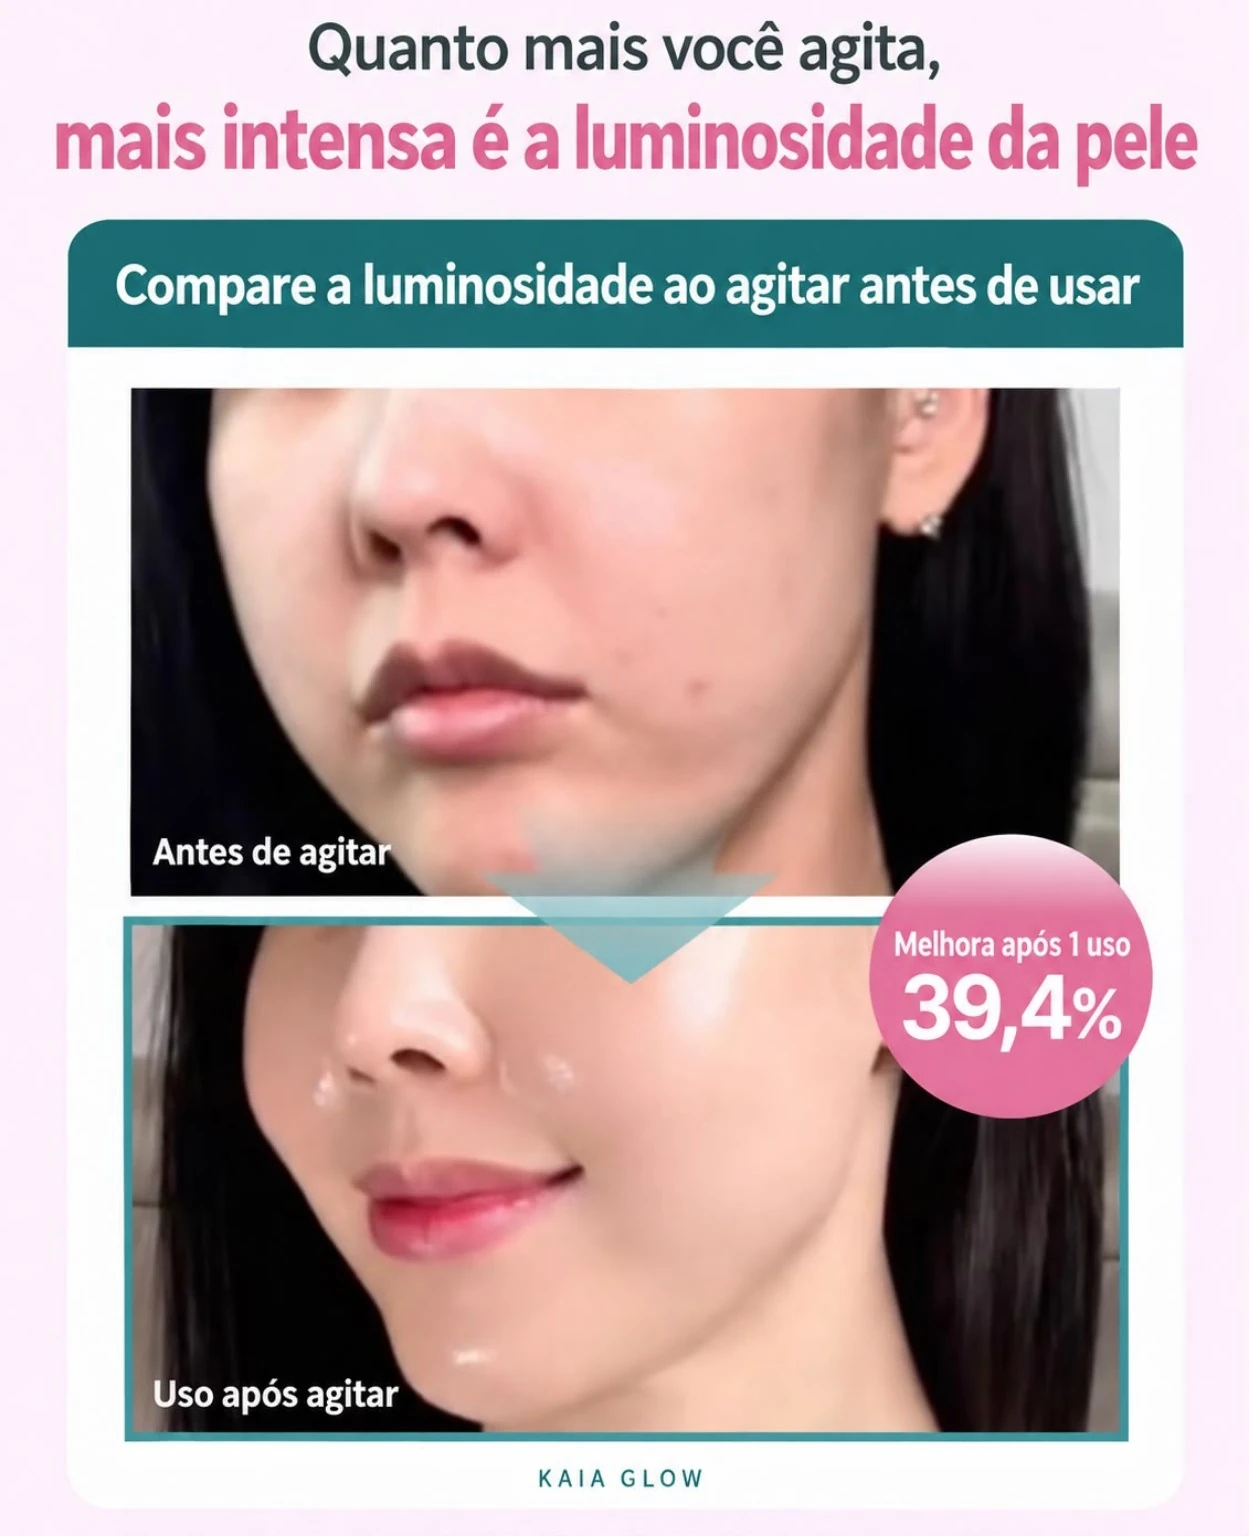 Quanto mais você agita,
mais intensa é a luminosidade da pele
Compare a luminosidade ao agitar antes de usar
Antes de agitar
Melhora após 1 uso
39,4%
Uso após agitar
KAIA GLOW